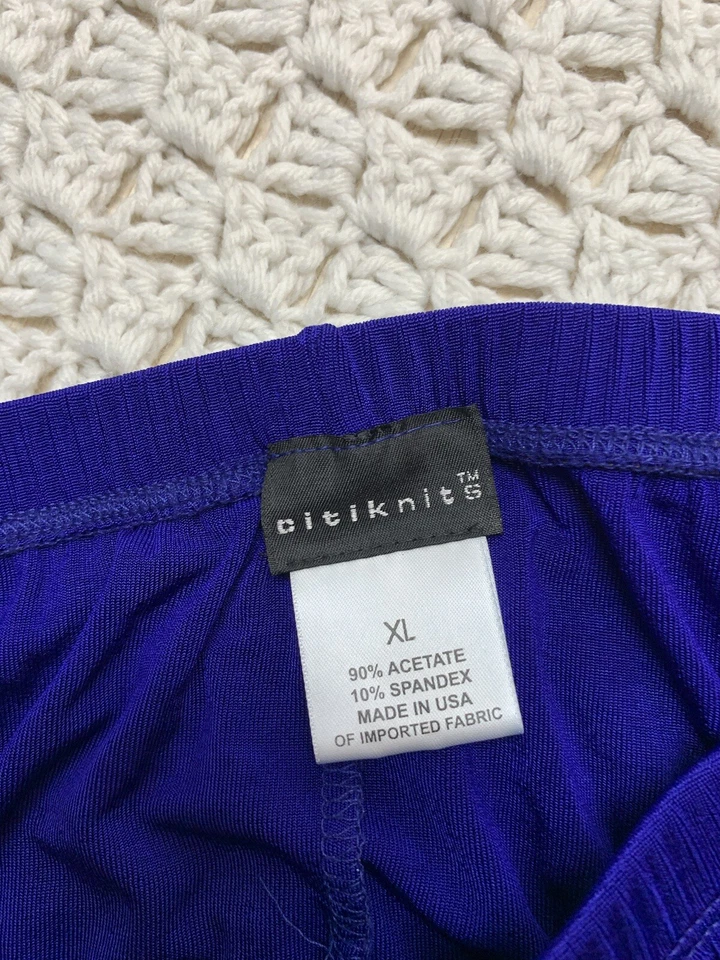 citiknits™
XL
90% ACETATE
10% SPANDEX
MADE IN USA
OF IMPORTED FABRIC